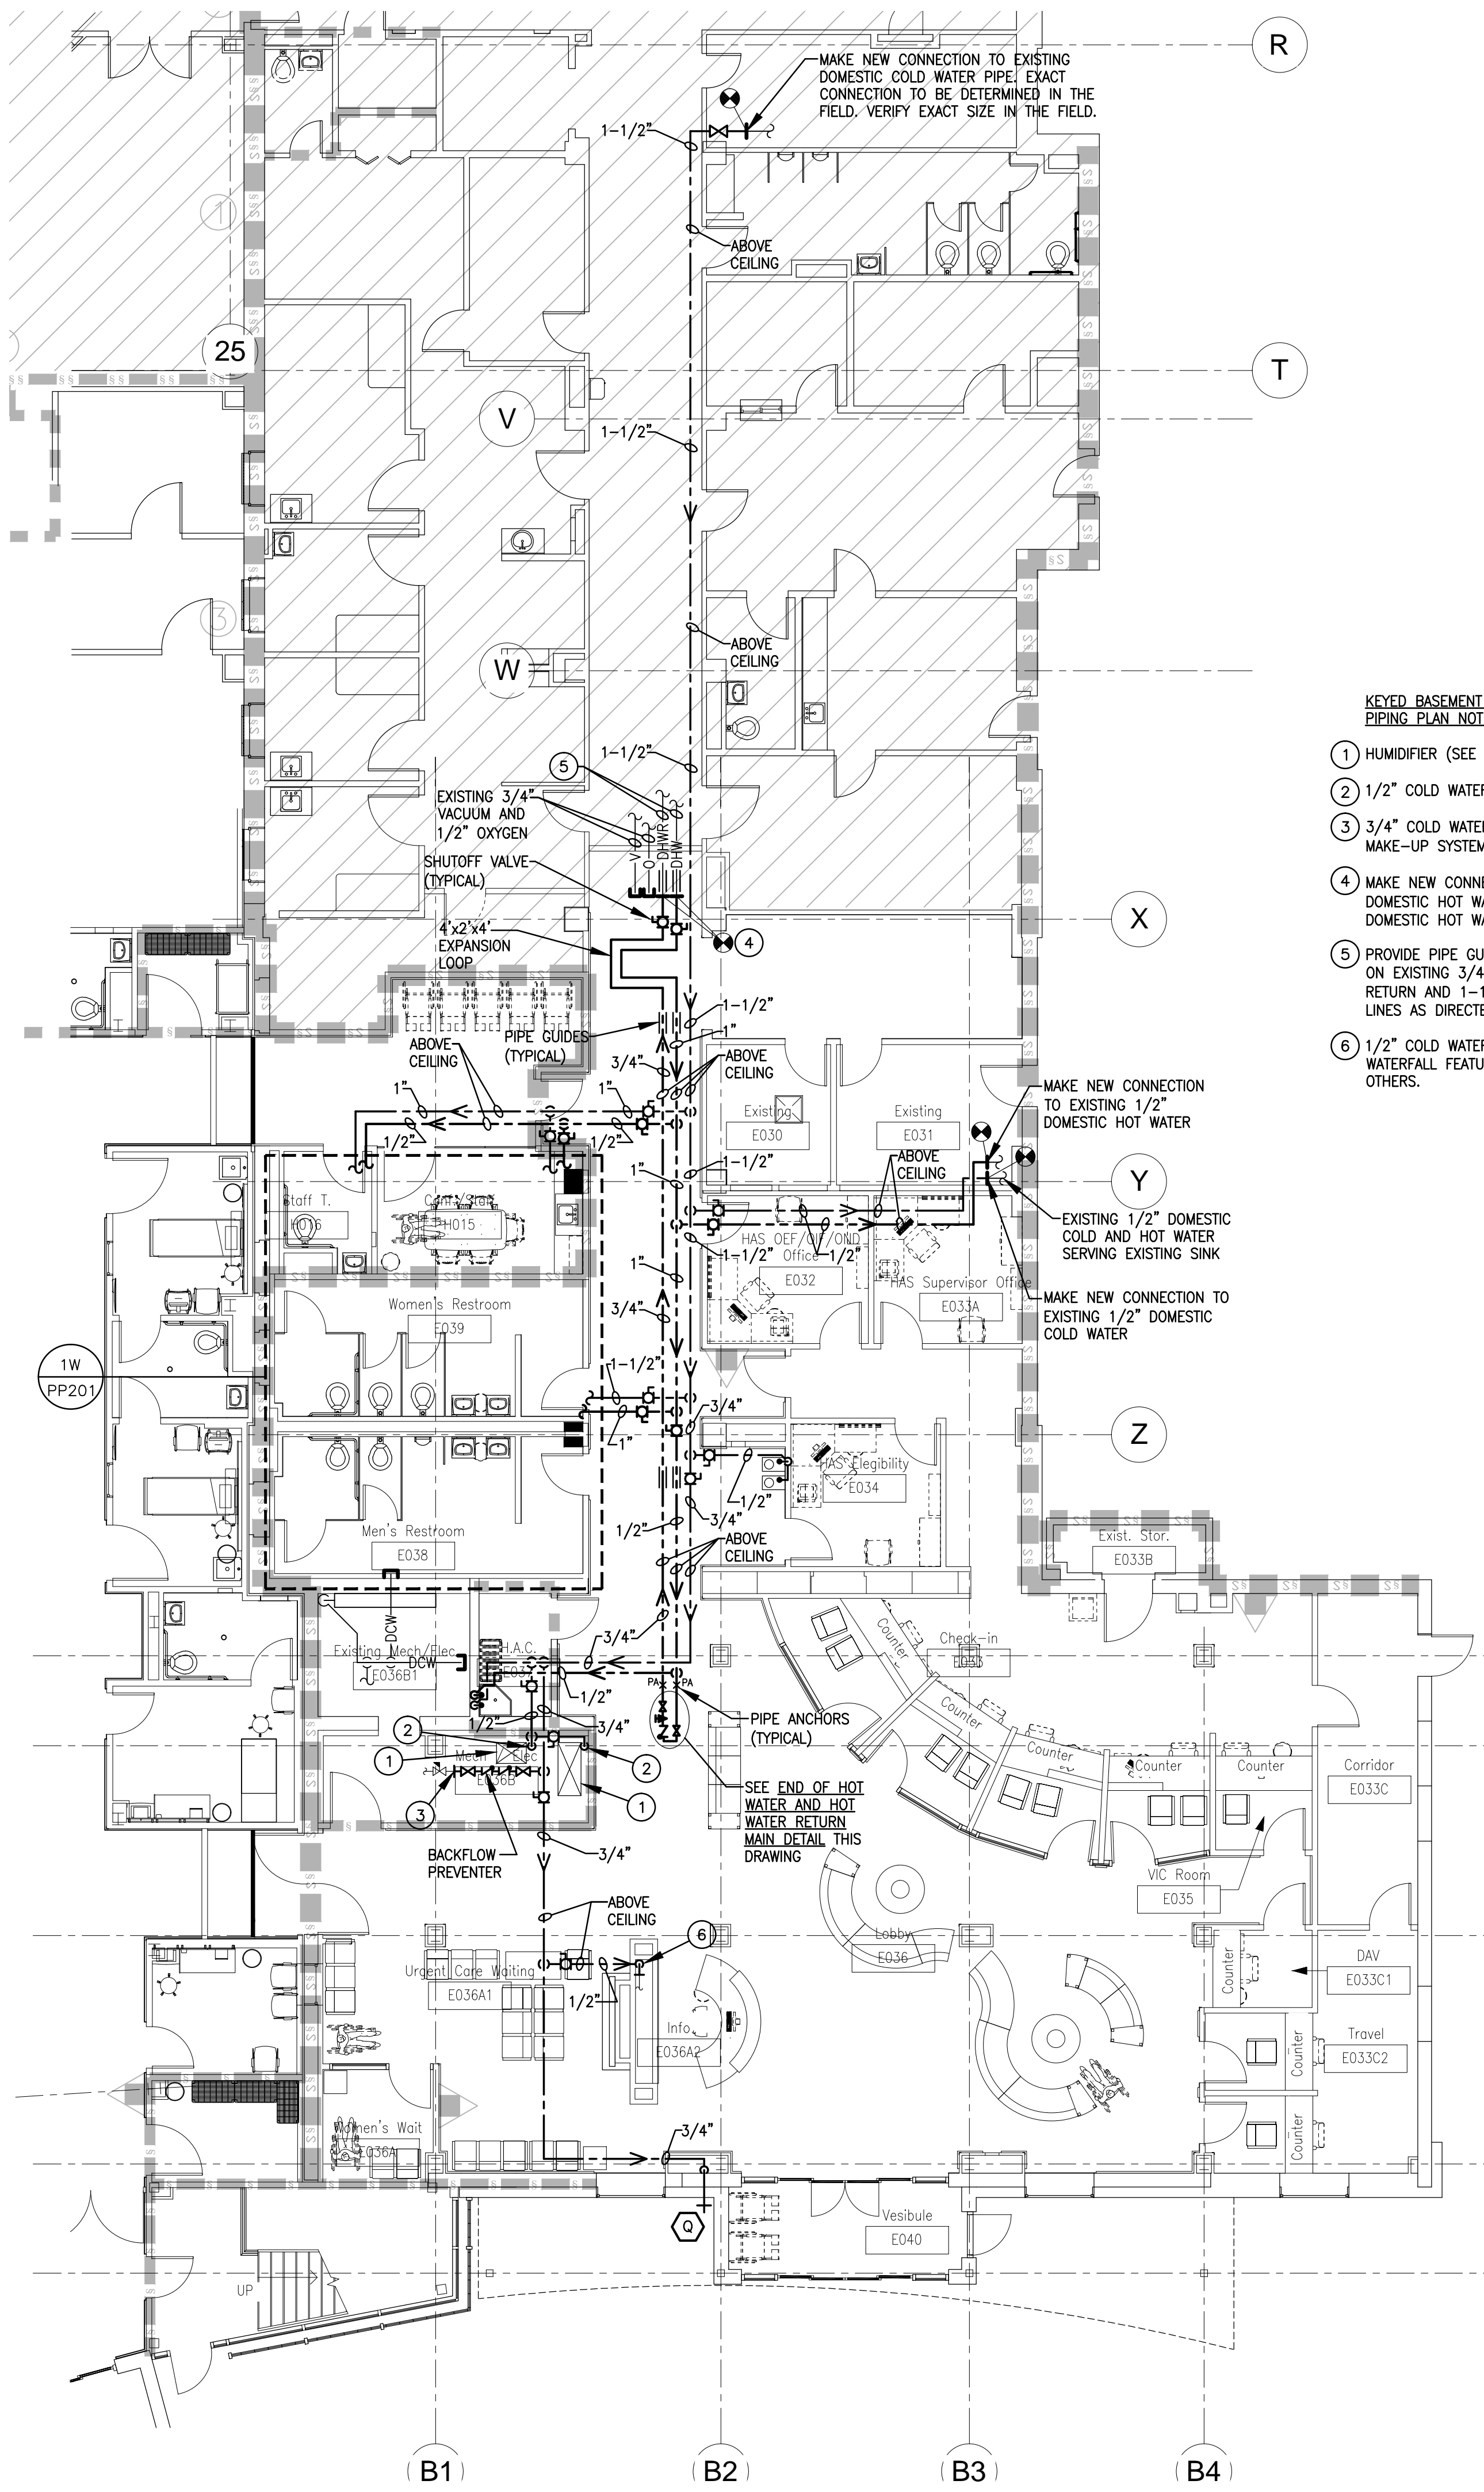 R
MAKE NEW CONNECTION TO EXISTING
DOMESTIC COLD WATER PIPE. EXACT
CONNECTION TO BE DETERMINED IN THE
FIELD. VERIFY EXACT SIZE IN THE FIELD.
1-1/2"
1
ABOVE
CEILING
25
T
V
1-1/2"
3
ABOVE
CEILING
W
1-1/2"
5
EXISTING 3/4"
VACUUM AND
1/2" OXYGEN
V
O
DHWR
DHW
SHUTOFF VALVE
(TYPICAL)
X
4'x2'x4'
EXPANSION
LOOP
4
KEYED BASEMENT
PIPING PLAN NOT
1 HUMIDIFIER (SEE
2 1/2" COLD WATER
3 3/4" COLD WATER
MAKE-UP SYSTEM
4 MAKE NEW CONNE
DOMESTIC HOT WA
DOMESTIC HOT WA
5 PROVIDE PIPE GU
ON EXISTING 3/4
RETURN AND 1-1
LINES AS DIRECTE
6 1/2" COLD WATER
WATERFALL FEATU
OTHERS.
1-1/2"
1"
PIPE GUIDES
(TYPICAL)
ABOVE
CEILING
3/4"
ABOVE
CEILING
1"
1"
1/2"
1/2"
Existing
E030
Existing
E031
MAKE NEW CONNECTION
TO EXISTING 1/2"
DOMESTIC HOT WATER
ABOVE
CEILING
1-1/2"
1"
Y
Staff T.
H016
Conf./Staff
H015
EXISTING 1/2" DOMESTIC
COLD AND HOT WATER
SERVING EXISTING SINK
HAS OEF/OIF/OND
Office
E032
1/2"
1-1/2"
1"
HAS Supervisor Office
E033A
MAKE NEW CONNECTION TO
EXISTING 1/2" DOMESTIC
COLD WATER
Women's Restroom
E039
3/4"
1W
PP201
1-1/2"
1"
3/4"
Z
HAS Elegibility
E034
1/2"
3/4"
1/2"
Men's Restroom
E038
ABOVE
CEILING
Exist. Stor.
E033B
DCW
DCW
Existing Mech/Elec
E036B1
H.A.C.
E037
3/4"
1/2"
PA
PA
Counter
Check-in
E033
Counter
Counter
Counter
Counter
Corridor
E033C
1/2"
3/4"
PIPE ANCHORS
(TYPICAL)
2
1
Mech
Elec
E036B
2
1
3
SEE END OF HOT
WATER AND HOT
WATER RETURN
MAIN DETAIL THIS
DRAWING
BACKFLOW
PREVENTER
3/4"
VIC Room
E035
ABOVE
CEILING
6
Lobby
E036
Urgent Care Waiting
E036A1
1/2"
Counter
DAV
E033C1
Info
E036A2
Travel
E033C2
Counter
Counter
Women's Wait
E036A
3/4"
Q
Vesibule
E040
UP
B1
B2
B3
B4